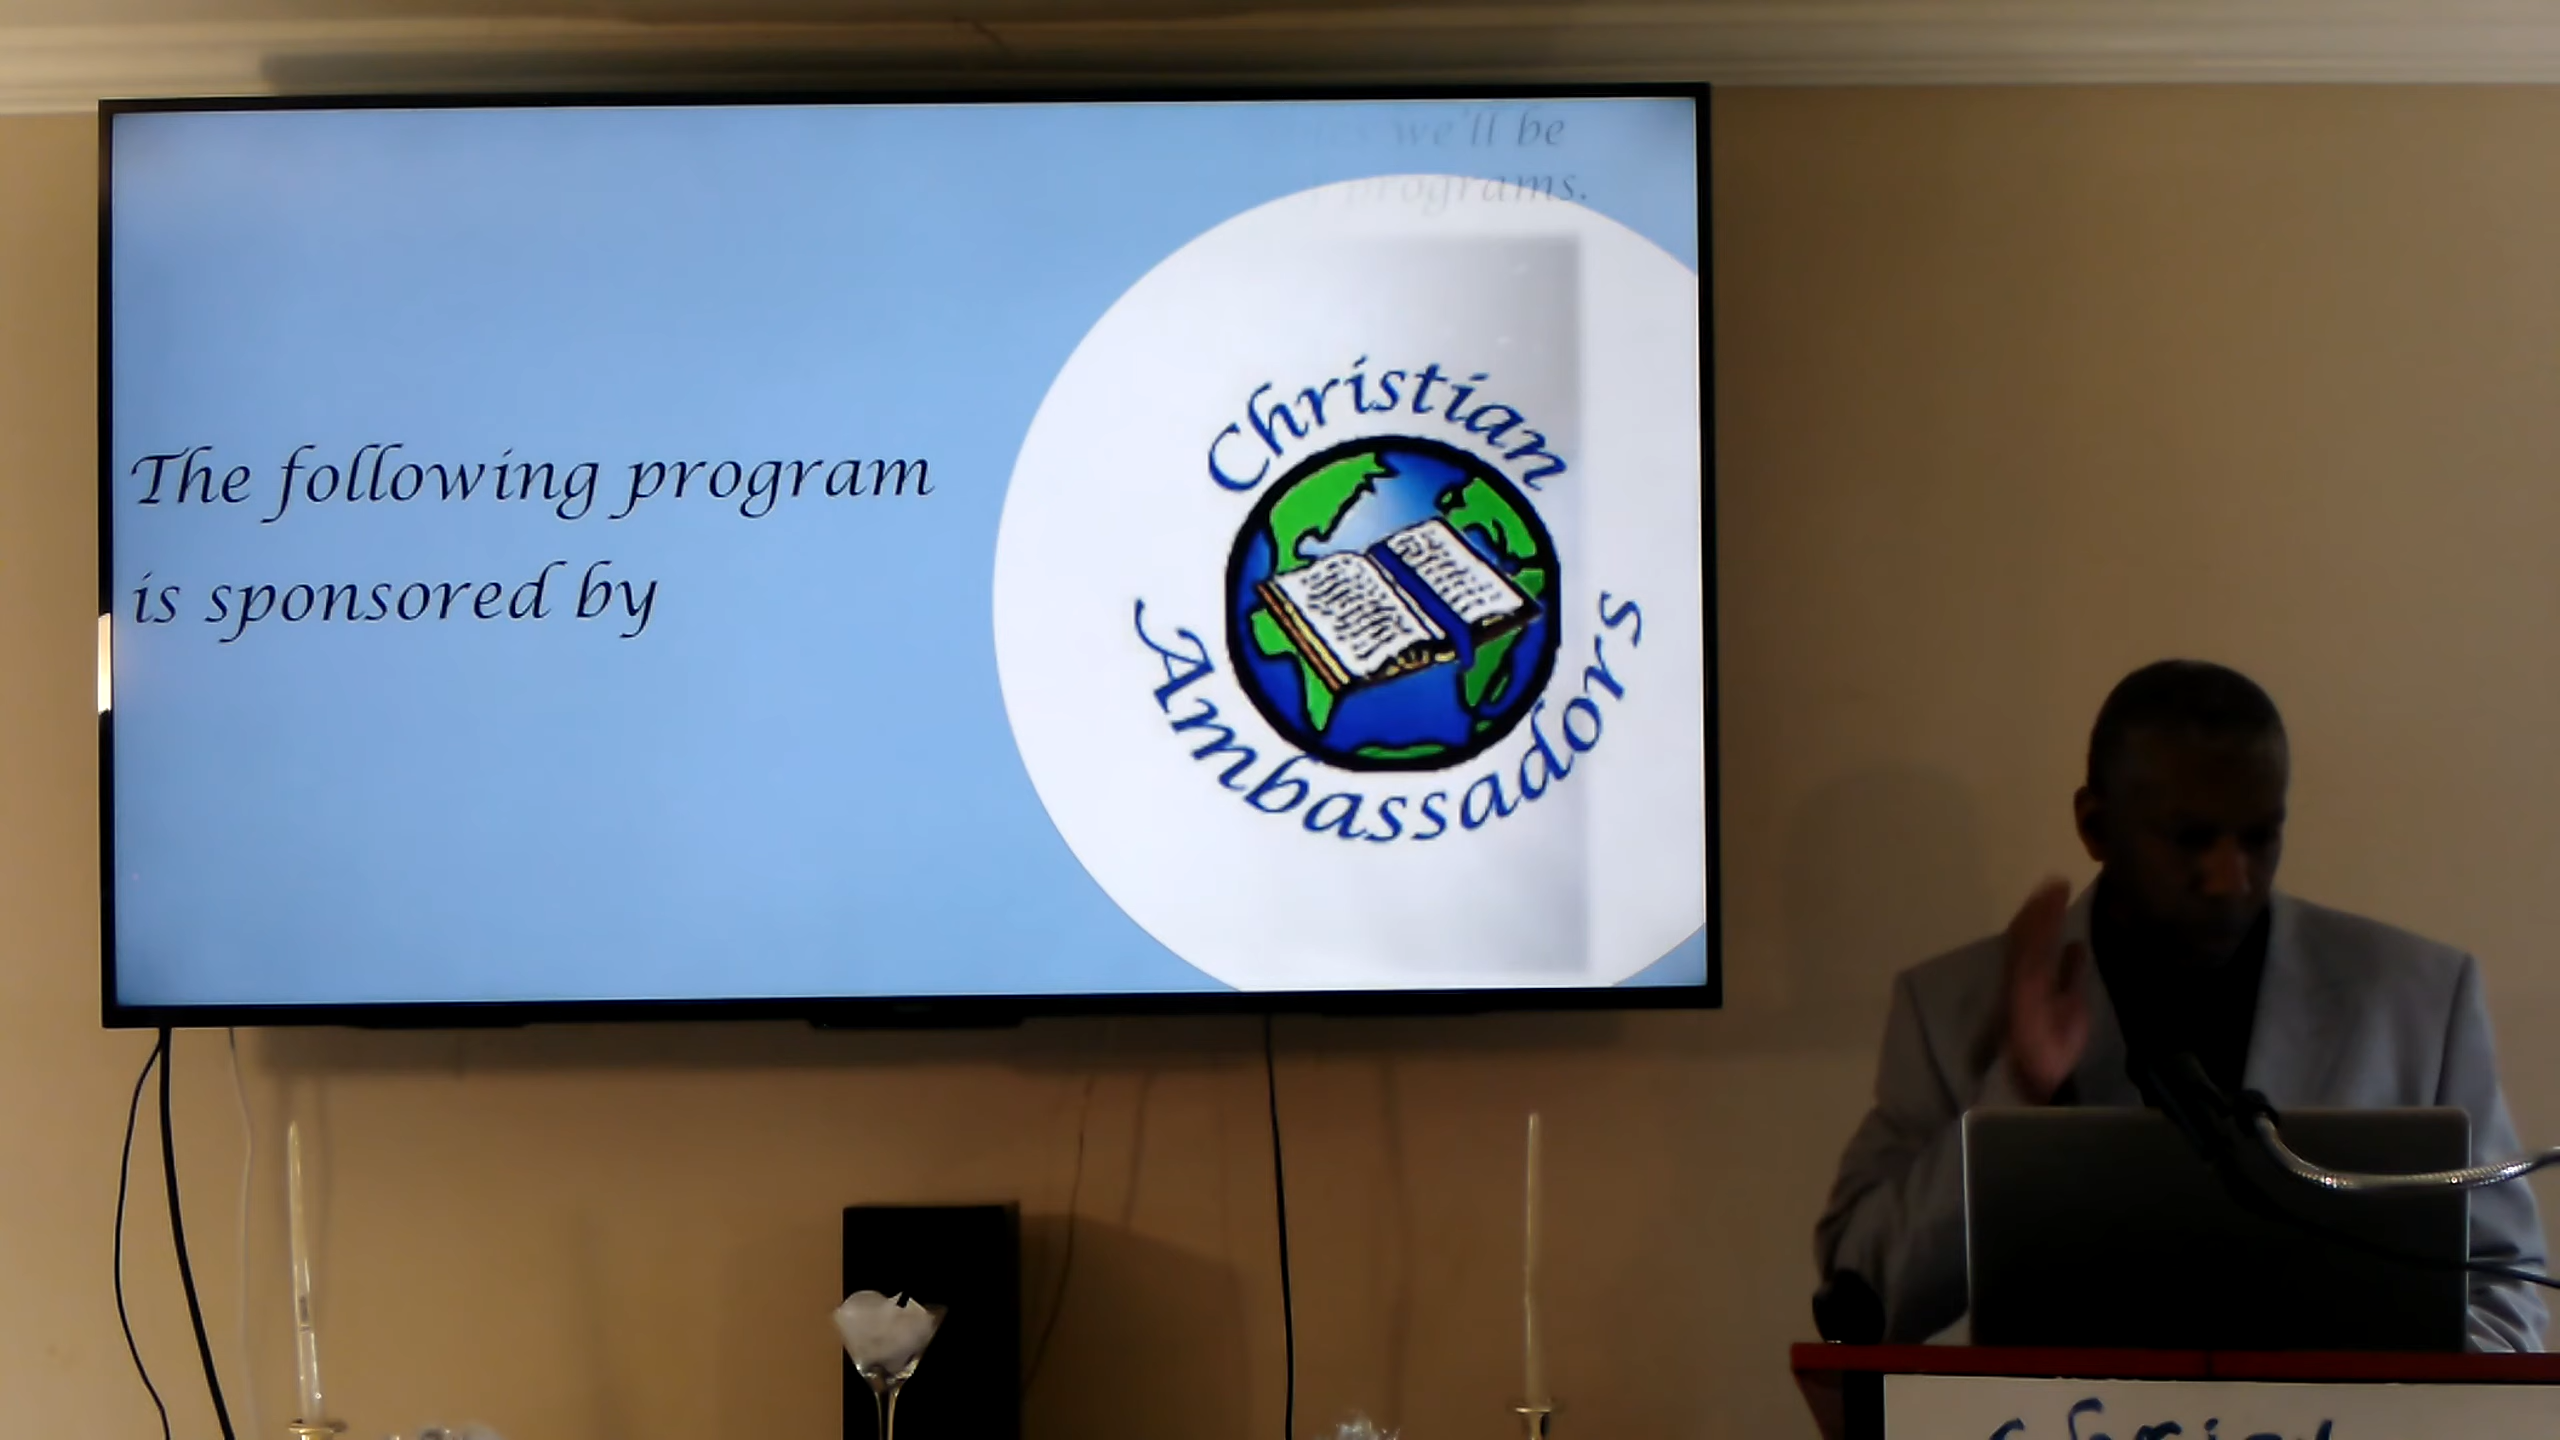 we'll be
programs.
The following program
is sponsored by
Christian
Ambassadors